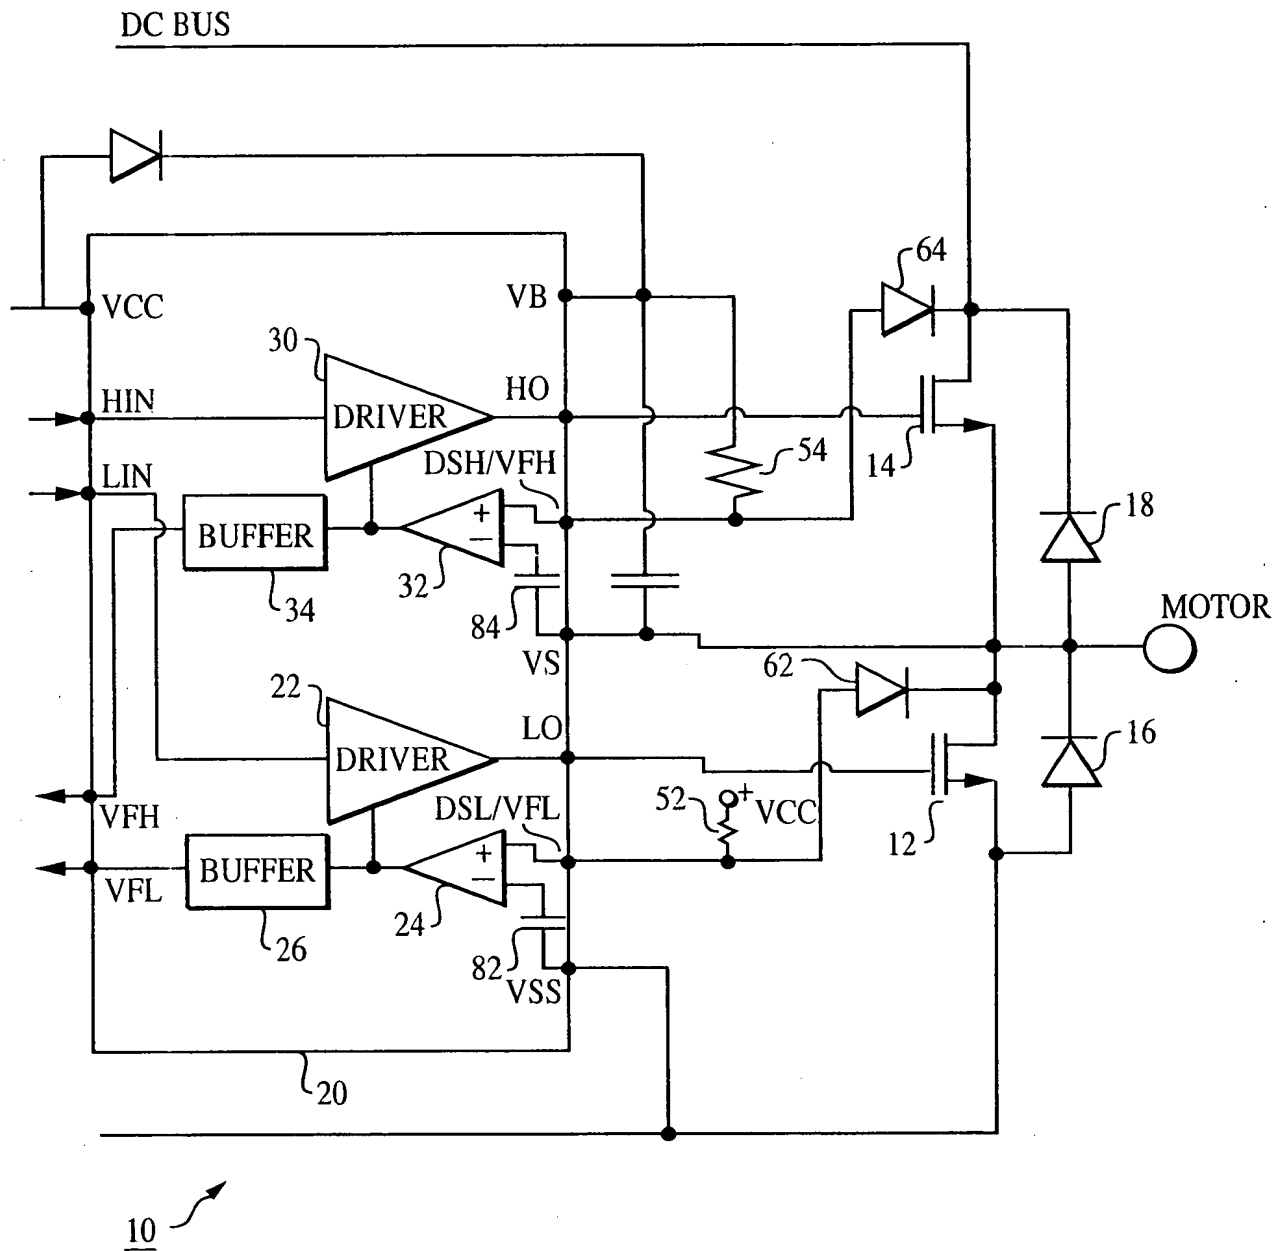 DC BUS
64
VCC
VB
30
HIN
DRIVER
HO
14
54
LIN
DSH/VFH
18
BUFFER
+
−
32
34
84
MOTOR
VS
62
22
LO
16
DRIVER
+
VCC
52
12
VFH
DSL/VFL
BUFFER
+
−
VFL
24
26
82
VSS
20
10